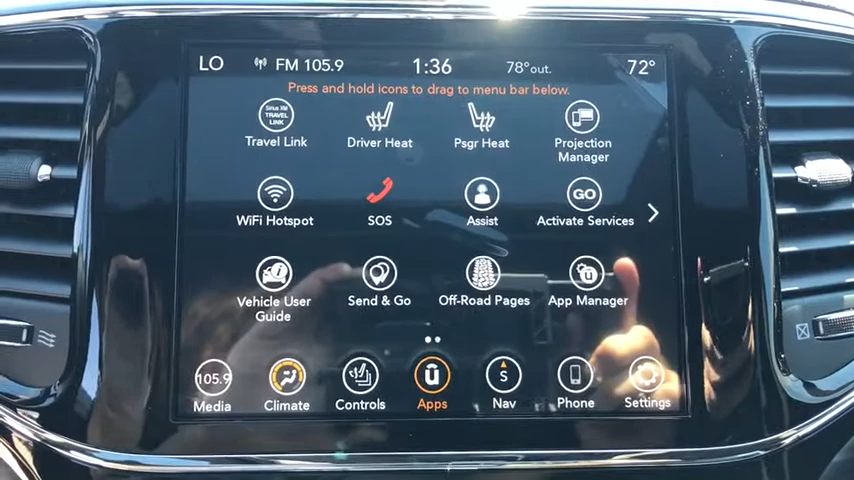 LO FM 105.9 1:36 78°out. 72°
Press and hold icons to drag to menu bar below.
Sirius XM
TRAVEL
LINK
Travel Link Driver Heat Psgr Heat Projection
Manager
GO
WiFi Hotspot SOS Assist Activate Services
Vehicle User
Guide
Send & Go Off-Road Pages App Manager
105.9 S
Media Climate Controls Apps Nav Phone Settings